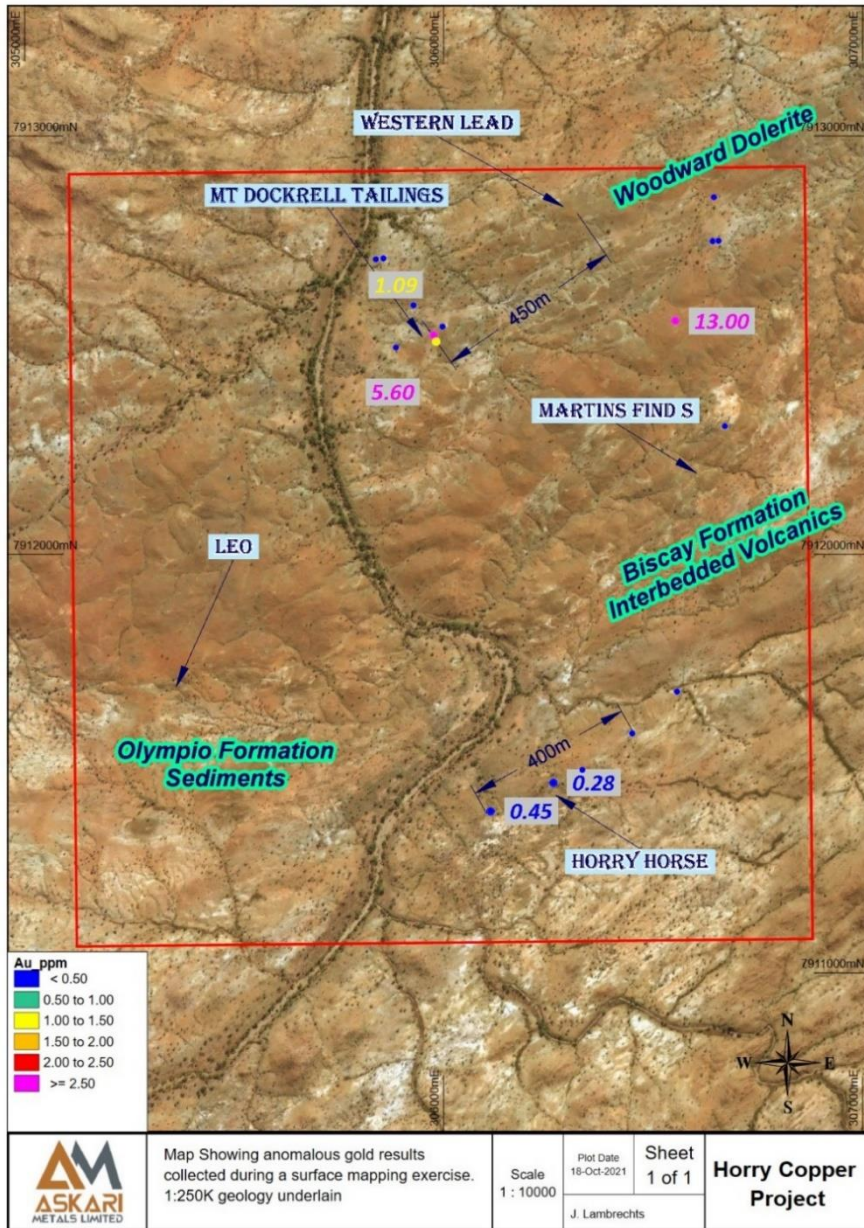 305000mE
306000mE
307000mE
7913000mN
7913000mN
WESTERN LEAD
Woodward Dolerite
MT DOCKRELL TAILINGS
1.09
450m
13.00
5.60
MARTINS FIND S
7912000mN
7912000mN
LEO
Biscay Formation
Interbedded Volcanics
Olympio Formation
Sediments
400m
0.28
0.45
HORRY HORSE
Au_ppm
< 0.50
0.50 to 1.00
1.00 to 1.50
1.50 to 2.00
2.00 to 2.50
>= 2.50
7911000mN
N
W
E
S
306000mE
307000mE
AM
ASKARI
METALS LIMITED
Map Showing anomalous gold results
collected during a surface mapping exercise.
1:250K geology underlain
Scale
1 : 10000
Plot Date
18-Oct-2021
J. Lambrechts
Sheet
1 of 1
Horry Copper
Project